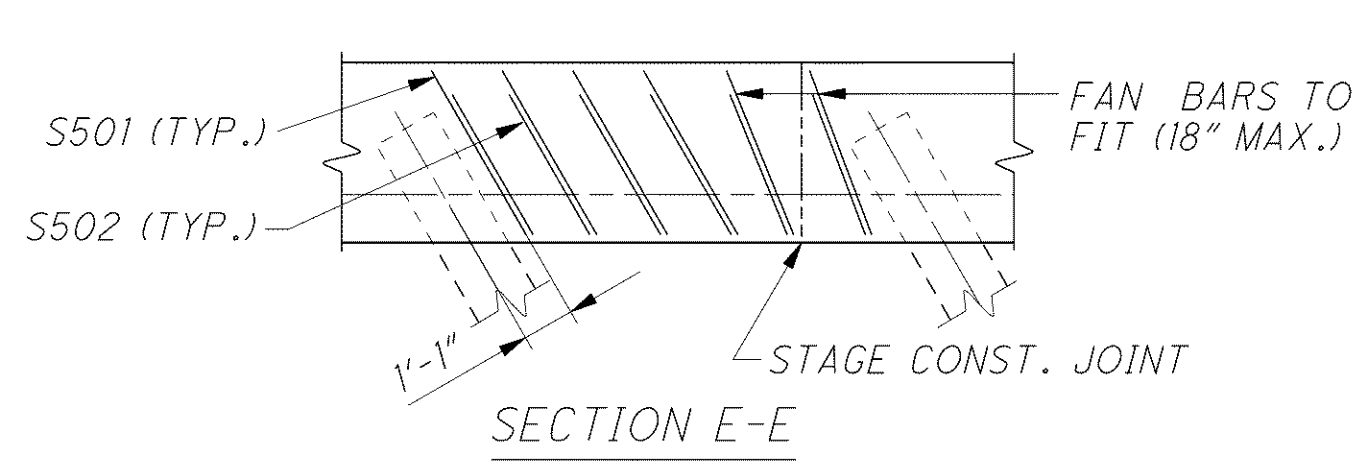 S501 (TYP.)
FAN BARS TO
FIT (18" MAX.)
S502 (TYP.)
1'-1"
STAGE CONST. JOINT
SECTION E-E